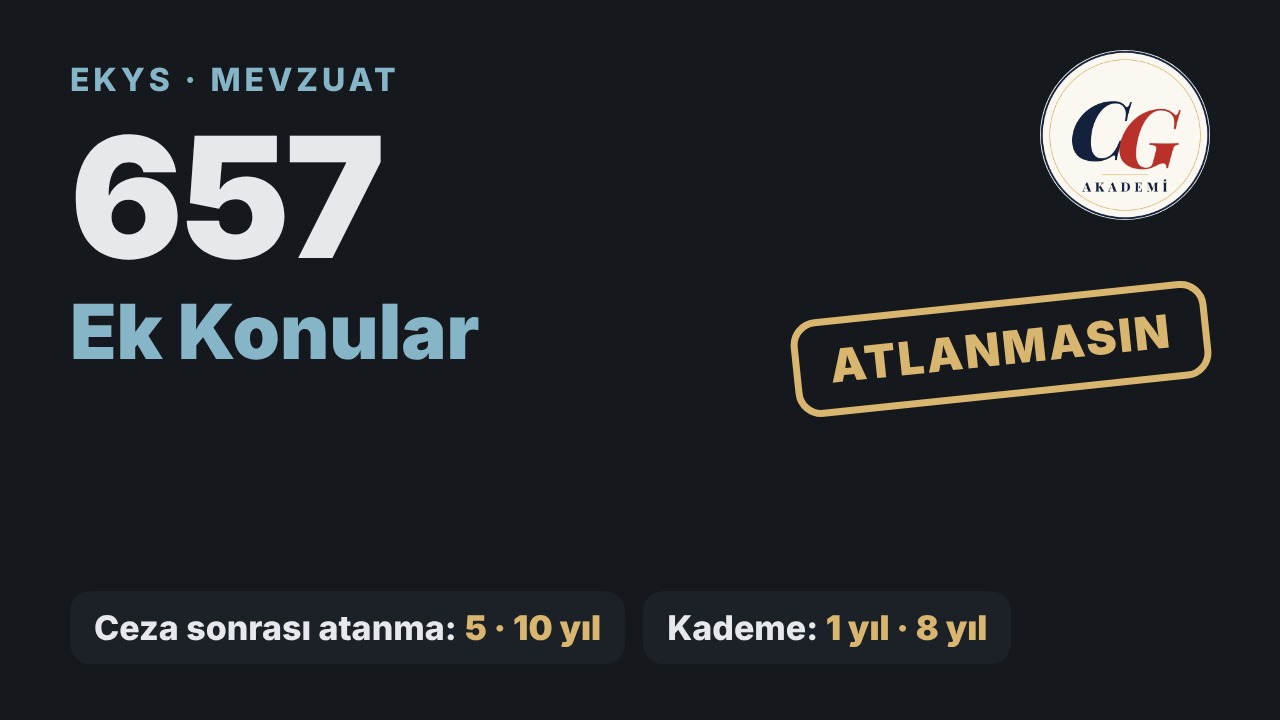 EKYS · MEVZUAT
657
Ek Konular
CG
AKADEMİ
ATLANMASIN
Ceza sonrası atanma: 5 · 10 yıl
Kademe: 1 yıl · 8 yıl